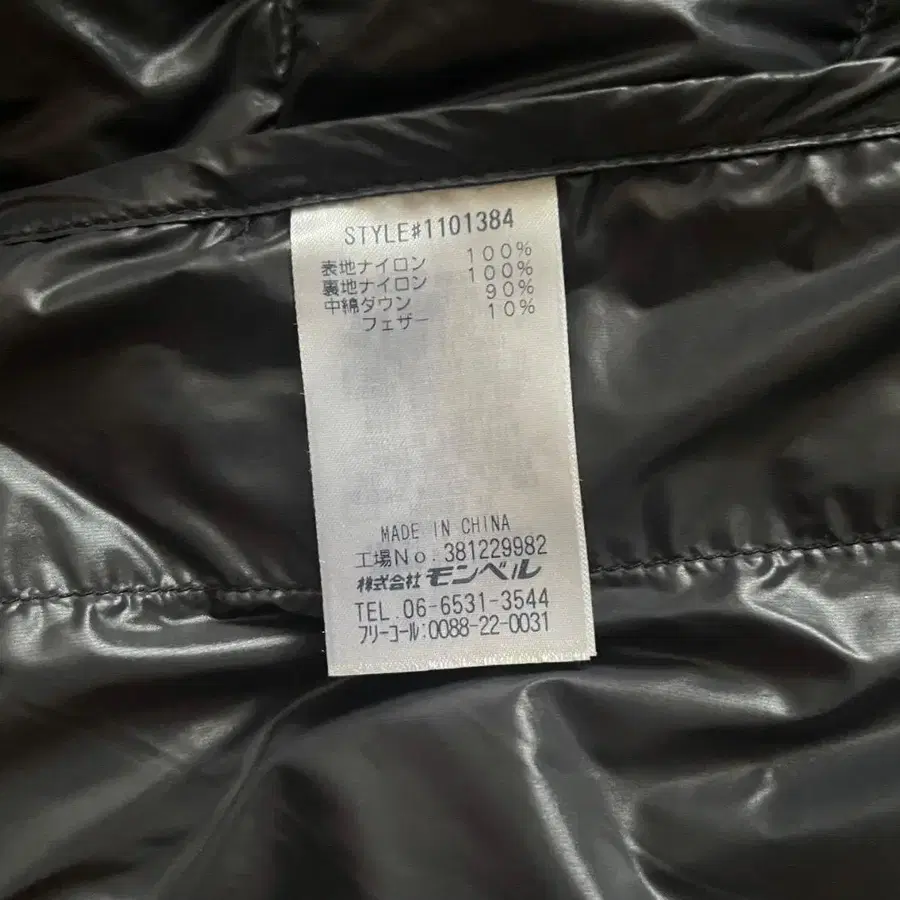 STYLE#1101384
表地ナイロン 100%
裏地ナイロン 100%
中綿ダウン 90%
フェザー 10%
MADE IN CHINA
工場No. 381229982
株式会社 モンベル
TEL. 06-6531-3544
フリーコール:0088-22-0031